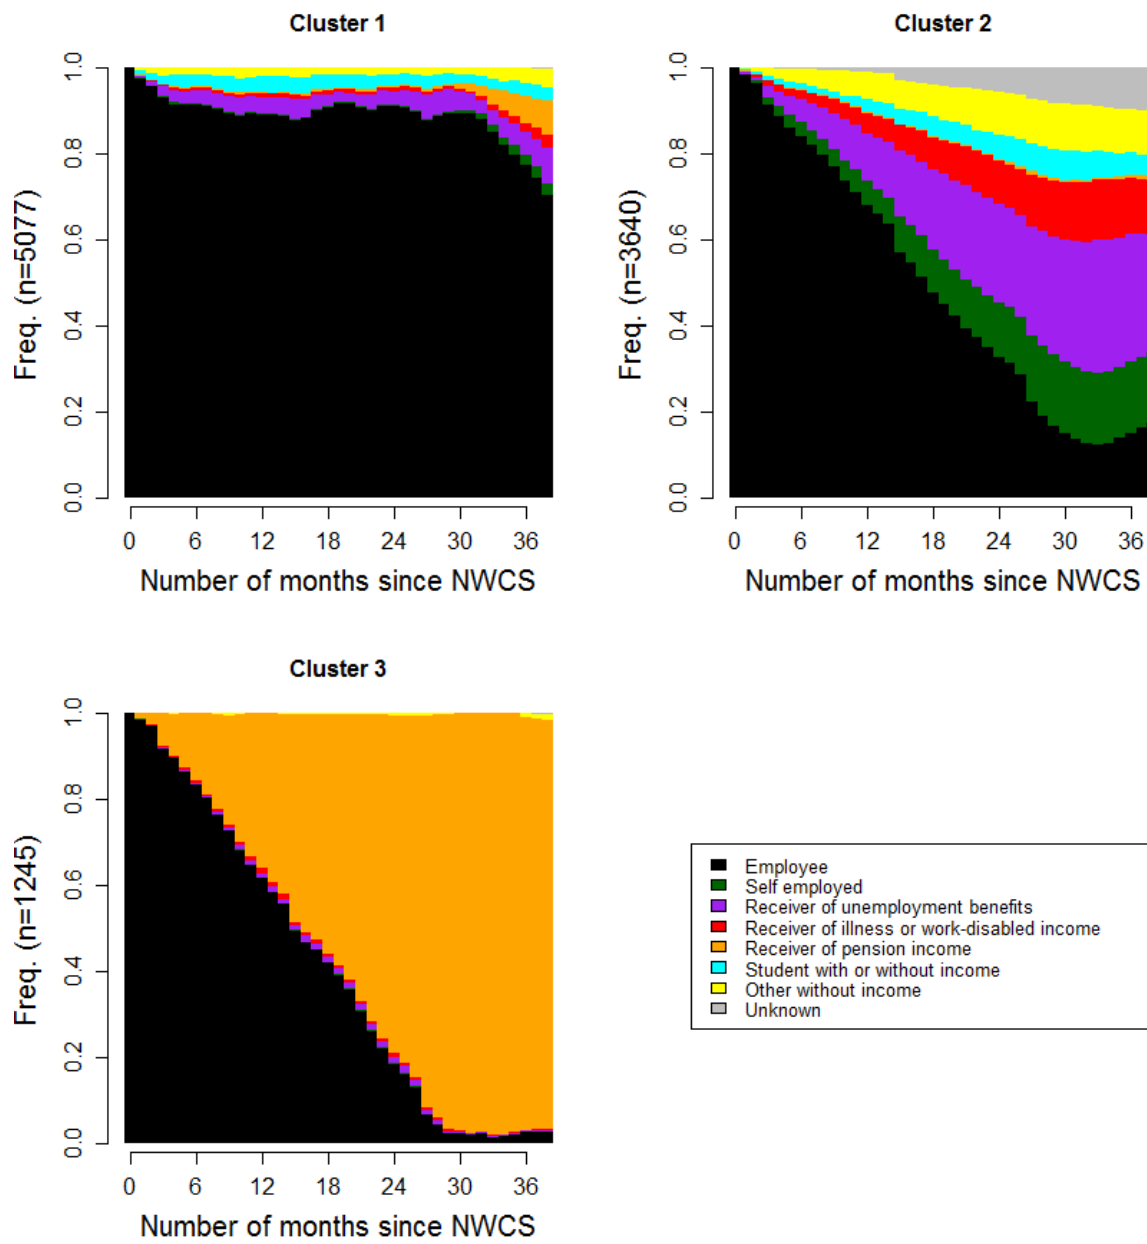 Cluster 1
1.0
0.8
0.6
0.4
0.2
0.0
Freq. (n=5077)
0 6 12 18 24 30 36
Number of months since NWCS
Cluster 2
1.0
0.8
0.6
0.4
0.2
0.0
Freq. (n=3640)
0 6 12 18 24 30 36
Number of months since NWCS
Cluster 3
1.0
0.8
0.6
0.4
0.2
0.0
Freq. (n=1245)
0 6 12 18 24 30 36
Number of months since NWCS
Employee
Self employed
Receiver of unemployment benefits
Receiver of illness or work-disabled income
Receiver of pension income
Student with or without income
Other without income
Unknown